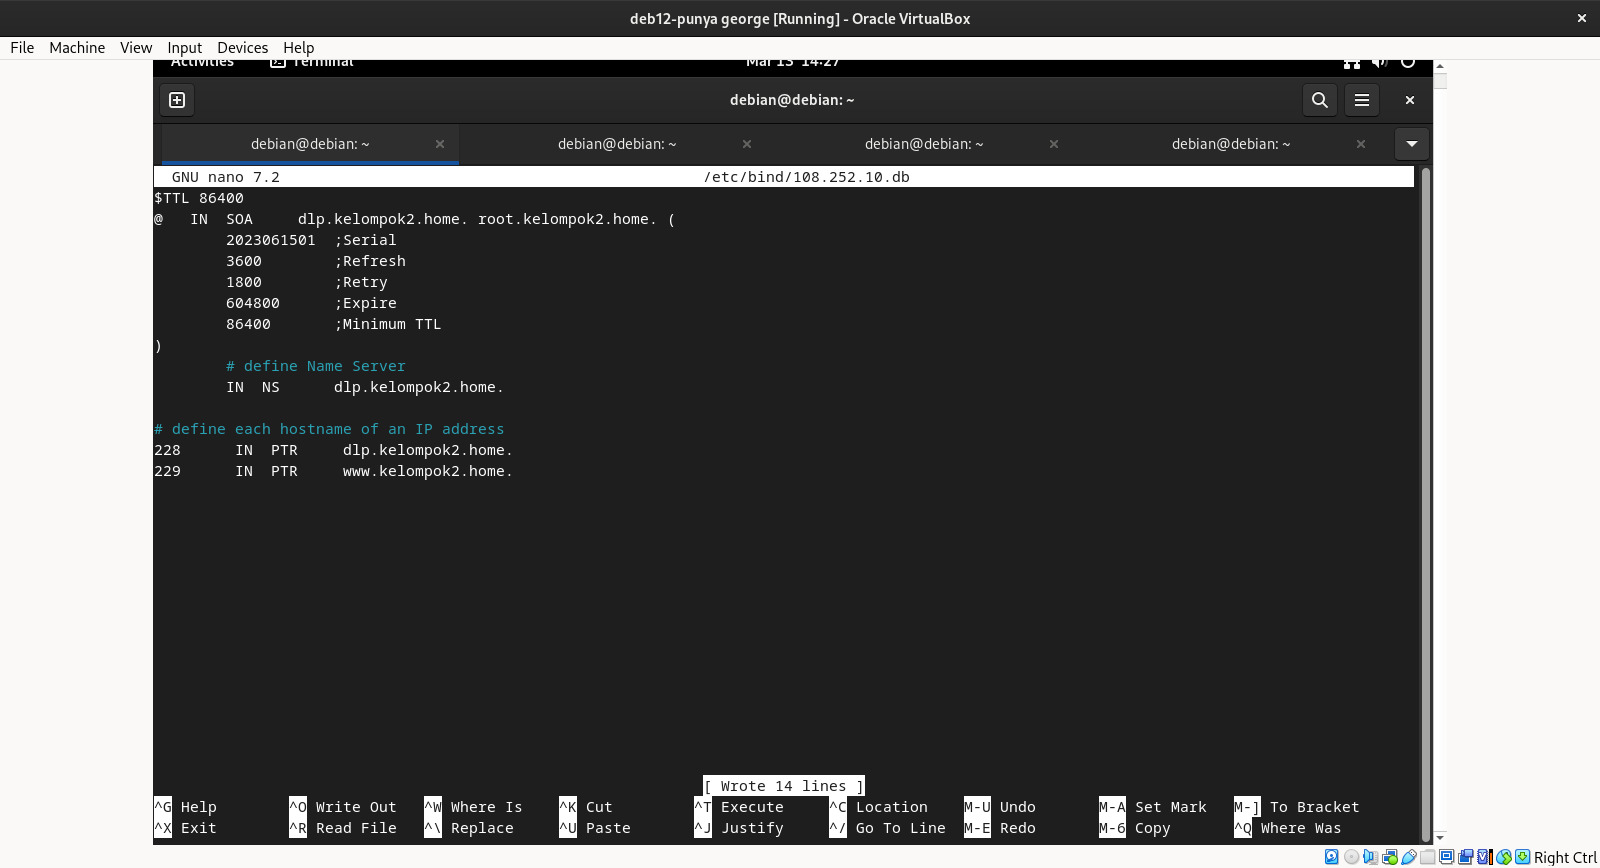 deb12-punya george [Running] - Oracle VirtualBox
File Machine View Input Devices Help
Activities Terminal Mar 13 14:27
debian@debian: ~
debian@debian: ~ debian@debian: ~ debian@debian: ~ debian@debian: ~
GNU nano 7.2 /etc/bind/108.252.10.db
$TTL 86400
@ IN SOA dlp.kelompok2.home. root.kelompok2.home. (
2023061501 ;Serial
3600 ;Refresh
1800 ;Retry
604800 ;Expire
86400 ;Minimum TTL
)
# define Name Server
IN NS dlp.kelompok2.home.
# define each hostname of an IP address
228 IN PTR dlp.kelompok2.home.
229 IN PTR www.kelompok2.home.
[ Wrote 14 lines ]
^G Help ^O Write Out ^W Where Is ^K Cut ^T Execute ^C Location M-U Undo M-A Set Mark M-] To Bracket
^X Exit ^R Read File ^\ Replace ^U Paste ^J Justify ^/ Go To Line M-E Redo M-6 Copy ^Q Where Was
Right Ctrl